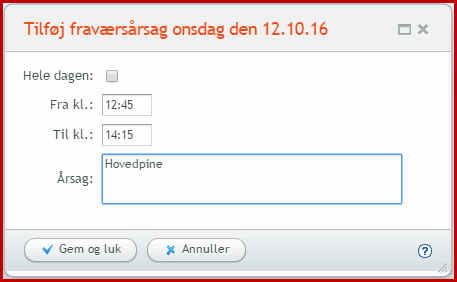 Tilføj fraværsårsag onsdag den 12.10.16
Hele dagen:
Fra kl.: 12:45
Til kl.: 14:15
Årsag: Hovedpine
Gem og luk Annuller ?